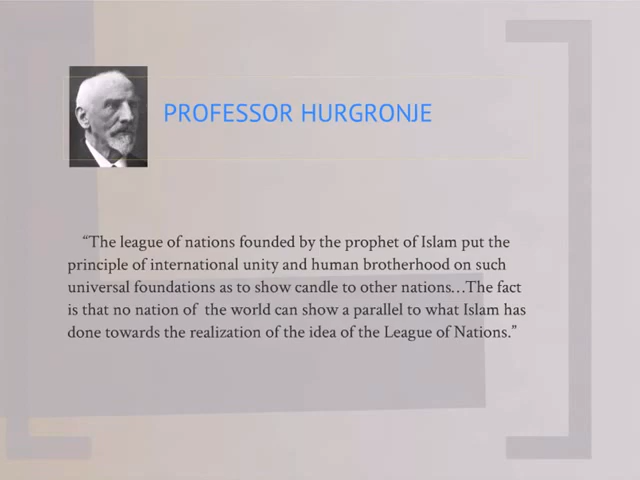 PROFESSOR HURGRONJE
“The league of nations founded by the prophet of Islam put the
principle of international unity and human brotherhood on such
universal foundations as to show candle to other nations…The fact
is that no nation of the world can show a parallel to what Islam has
done towards the realization of the idea of the League of Nations.”